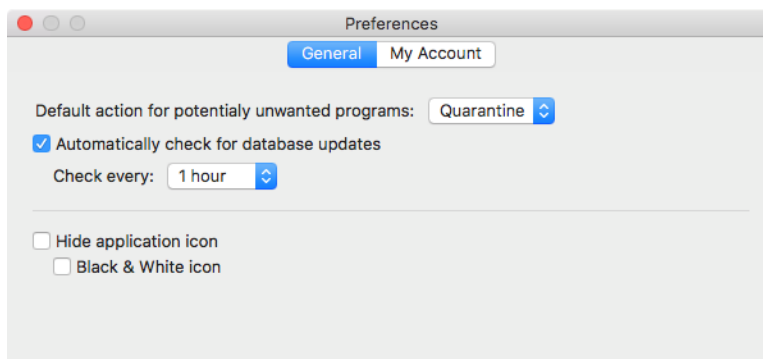 Preferences
General My Account
Default action for potentialy unwanted programs: Quarantine
Automatically check for database updates
Check every: 1 hour
Hide application icon
Black & White icon